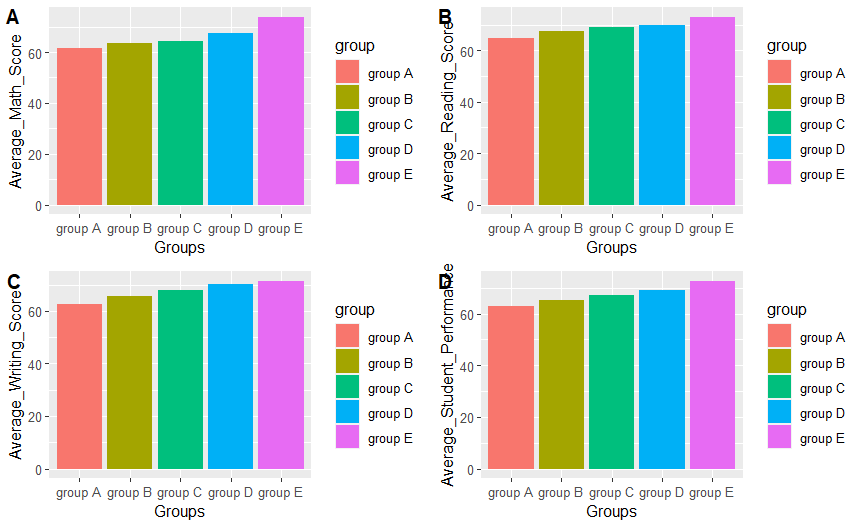 A
Average_Math_Score
60
40
20
0
group A group B group C group D group E
Groups
group
group A
group B
group C
group D
group E
B
Average_Reading_Score
60
40
20
0
group A group B group C group D group E
Groups
group
group A
group B
group C
group D
group E
C
Average_Writing_Score
60
40
20
0
group A group B group C group D group E
Groups
group
group A
group B
group C
group D
group E
D
Average_Student_Performance
60
40
20
0
group A group B group C group D group E
Groups
group
group A
group B
group C
group D
group E